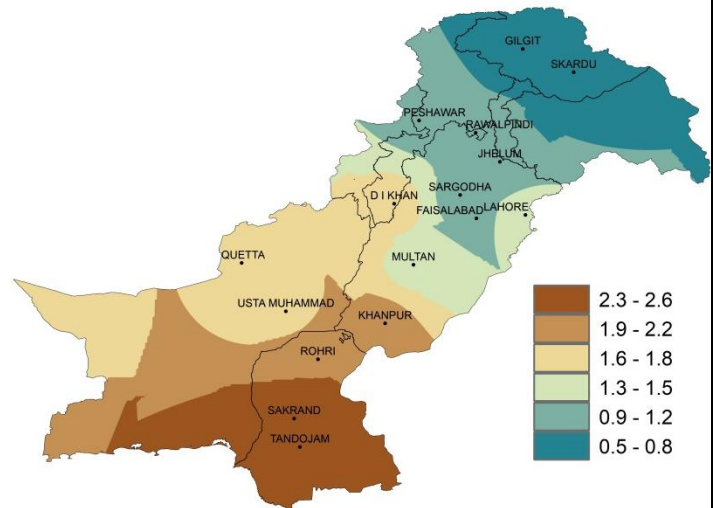 GILGIT
SKARDU
PESHAWAR
RAWALPINDI
JHELUM
SARGODHA
D I KHAN
FAISALABAD
LAHORE
QUETTA
MULTAN
USTA MUHAMMAD
KHANPUR
ROHRI
SAKRAND
TANDOJAM
2.3 - 2.6
1.9 - 2.2
1.6 - 1.8
1.3 - 1.5
0.9 - 1.2
0.5 - 0.8